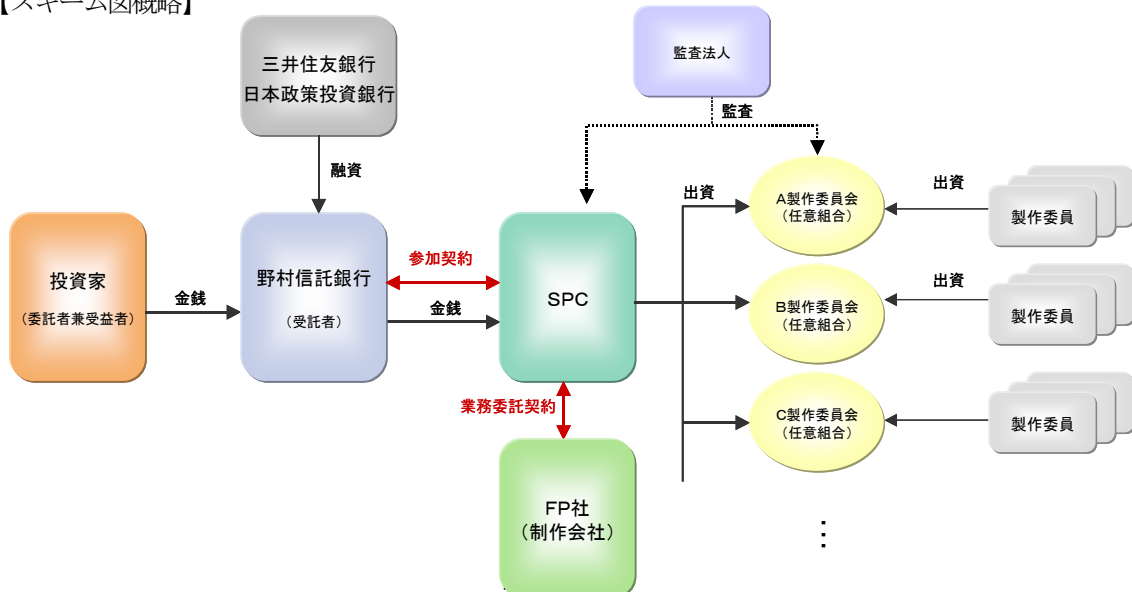 【スキーム図概略】
三井住友銀行
日本政策投資銀行
監査法人
監査
融資
投資家
（委託者兼受益者）
金銭
野村信託銀行
（受託者）
参加契約
金銭
SPC
出資
A製作委員会
（任意組合）
出資
製作委員
B製作委員会
（任意組合）
出資
製作委員
C製作委員会
（任意組合）
製作委員
業務委託契約
FP社
（制作会社）
⋮